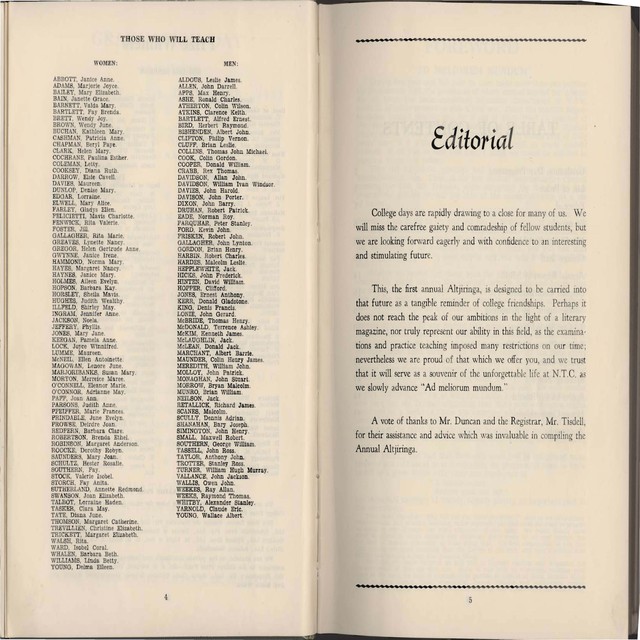 THOSE WHO WILL TEACH
WOMEN:
ABBOTT, Janice Anne.
ADAMS, Marjorie Joyce.
BAILEY, Mary Elizabeth.
BAIN, Janette Grace.
BARNETT, Valda Mary.
BARTLETT, Fay Brenda.
BRETT, Wendy Joy.
BROWN, Wendy June.
BUCHAN, Kathleen Mary.
CASHMAN, Patricia Anne.
CHAPMAN, Beryl Faye.
CLARK, Helen Mary.
COCHRANE, Paulina Esther.
COLEMAN, Letty.
COOKSEY, Diana Ruth.
DARROW, Elsie Cavell.
DAVIES, Maureen.
DUNLOP, Denise Mary.
EDGAR, Lorraine.
ELWELL, Mary Alice.
FARLEY, Gladys Ellen.
FELICIETTI, Mavis Charlotte.
FENWICK, Rita Valerie.
FOSTER, Jill.
GALLAGHER, Rita Marie.
GREAVES, Lynette Nancy.
GREGOR, Helen Gertrude Anne.
GWYNNE, Janice Irene.
HAMMOND, Norma Mary.
HAYES, Margaret Nancy.
HAYNES, Janice Mary.
HOLMES, Aileen Evelyn.
HOPSON, Barbara Kay.
HORSLEY, Sheila Mavis.
HUGHES, Judith Wealthy.
ILLFELD, Shirley May.
INGRAM, Jennifer Anne.
JACKSON, Neola.
JEFFERY, Phyllis.
JONES, Mary Jane.
KEEGAN, Pamela Anne.
LOCK, Joyce Winnifred.
LUMME, Maureen.
McNEIL, Ellen Antoinette.
MAGOWAN, Lenore June.
MARJORIBANKS, Susan Mary.
MORTON, Merreice Maree.
O'CONNELL, Eleanor Marie.
O'CONNOR, Adrienne May.
PAFF, Joan Ann.
PARSONS, Judith Anne.
PFEIFFER, Marie Frances.
PRINDABLE, June Evelyn.
PROWSE, Deirdre Joan.
REDFERN, Barbara Clare.
ROBERTSON, Brenda Ethel.
ROBINSON, Margaret Anderson.
ROOCKE, Dorothy Robyn.
SAUNDERS, Mary Joan.
SCHULTZ, Hester Rosalie.
SOUTHERN, Fay.
STOCK, Valerie Isobel.
STORCH, Fay Anita.
SUTHERLAND, Annette Redmond.
SWANSON, Joan Elizabeth.
TALBOT, Lorraine Haden.
TASKER, Clara May.
TATE, Diana June.
THOMSON, Margaret Catherine.
TREVILLIEN, Christine Elizabeth.
TRICKETT, Margaret Elizabeth.
WALES, Rita.
WARD, Isobel Coral.
WHALEN, Barbara Beth.
WILLIAMS, Linda Betty.
YOUNG, Delma Eileen.
MEN:
ALDOUS, Leslie James.
ALLEN, John Darrell.
APPS, Max Henry.
ASHE, Ronald Charles.
ATHERTON, Colin Wilson.
ATKINS, Clarence Keith.
BARTLETT, Alford Ernest.
BIRD, Herbert Raymond.
BISHENDEN, Albert John.
CLIFTON, Philip Vernon.
CLUFF, Brian Leslie.
COLLINS, Thomas John Michael.
COOK, Colin Gordon.
COOPER, Donald William.
CRABB, Rex Thomas.
DAVIDSON, Allan John.
DAVIDSON, William Ivan Windsor.
DAVIES, John Harold.
DAVISON, John Porter.
DIXON, John Barry.
DRUHAN, Robert Patrick.
EADE, Norman Roy.
FARQUHAR, Peter Stanley.
FORD, Kevin John.
FRISKEN, Robert John.
GALLAGHER, John Lynton.
GORDON, Brian Henry.
HARBIN, Robert Charles.
HARDES, Malcolm Leslie.
HEPPLEWHITE, Jack.
HICKS, John Frederick.
HUNTEN, David William.
HOPPER, Clifford.
JONES, Ernest Anthony.
KERR, Donald Gladstone.
KING, Denis Francis.
LONIE, John Gerard.
McBRIDE, Thomas Henry.
McDONALD, Terrence Ashley.
McKIM, Kenneth James.
McLAUGHLIN, Jack.
McLEAN, Donald Jack.
MARCHANT, Albert Barrie.
MAUNDER, Colin Henry James.
MEREDITH, William John.
MOLLOY, John Patrick.
MONAGHAN, John Stuart.
MORROW, Bryan Malcolm.
MUNRO, Brian William.
NEILSON, Jack.
RETALLICK, Richard James.
SCANES, Malcolm.
SCULLY, Dennis Adrian.
SHANAHAN, Bary Joseph.
SIMINGTON, John Henry.
SMALL, Maxwell Robert.
SOUTHERN, George William.
TASSELL, John Ross.
TAYLOR, Anthony John.
TROTTER, Stanley Ross.
TURNER, William Hugh Murray.
VALLANCE, John Jackson.
WALLIS, Owen John.
WEEKES, Ray Allan.
WEEKS, Raymond Thomas.
WHITBY, Alexander Stanley.
YARNOLD, Claude Eric.
YOUNG, Wallace Albert.
4
Editorial
College days are rapidly drawing to a close for many of us. We
will miss the carefree gaiety and comradeship of fellow students, but
we are looking forward eagerly and with confidence to an interesting
and stimulating future.
This, the first annual Altjiringa, is designed to be carried into
that future as a tangible reminder of college friendships. Perhaps it
does not reach the peak of our ambitions in the light of a literary
magazine, nor truly represent our ability in this field, as the examina-
tions and practice teaching imposed many restrictions on our time;
nevertheless we are proud of that which we offer you, and we trust
that it will serve as a souvenir of the unforgettable life at N.T.C. as
we slowly advance "Ad meliorum mundum."
A vote of thanks to Mr. Duncan and the Registrar, Mr. Tisdell,
for their assistance and advice which was invaluable in compiling the
Annual Altjiringa.
5